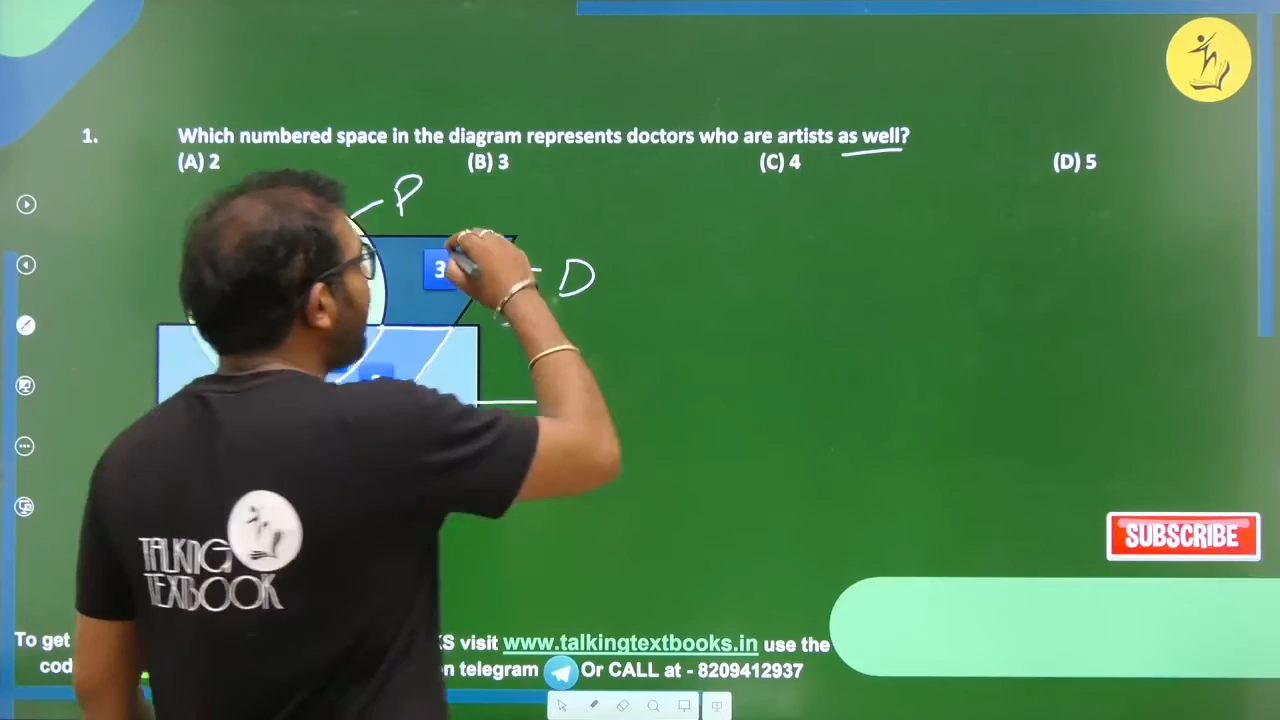 1. Which numbered space in the diagram represents doctors who are artists as well?
(A) 2 (B) 3 (C) 4 (D) 5
P
3
D
TALKING
TEXTBOOK
SUBSCRIBE
To get
S visit www.talkingtextbooks.in use the
cod
n telegram Or CALL at - 8209412937